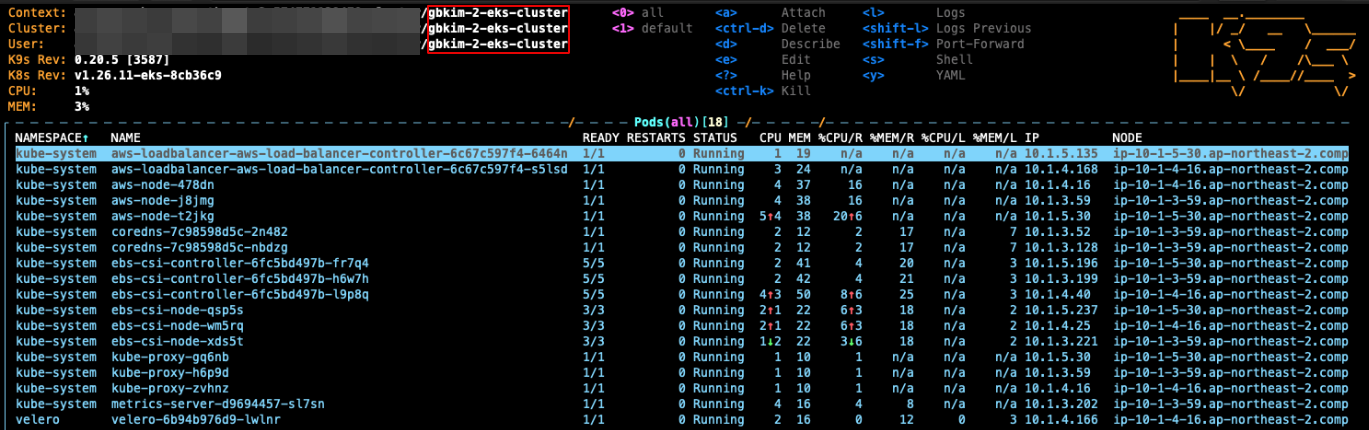 Context: /gbkim-2-eks-cluster <0> all <a> Attach <l> Logs
Cluster: /gbkim-2-eks-cluster <1> default <ctrl-d> Delete <shift-l> Logs Previous
User: /gbkim-2-eks-cluster <d> Describe <shift-f> Port-Forward
K9s Rev: 0.20.5 [3587] <e> Edit <s> Shell
K8s Rev: v1.26.11-eks-8cb36c9 <?> Help <y> YAML
CPU: 1% <ctrl-k> Kill
MEM: 3%
Pods(all)[18]
NAMESPACE↑ NAME READY RESTARTS STATUS CPU MEM %CPU/R %MEM/R %CPU/L %MEM/L IP NODE
kube-system aws-loadbalancer-aws-load-balancer-controller-6c67c597f4-6464n 1/1 0 Running 1 19 n/a n/a n/a n/a 10.1.5.135 ip-10-1-5-30.ap-northeast-2.comp
kube-system aws-loadbalancer-aws-load-balancer-controller-6c67c597f4-s5lsd 1/1 0 Running 3 24 n/a n/a n/a n/a 10.1.4.168 ip-10-1-4-16.ap-northeast-2.comp
kube-system aws-node-478dn 1/1 0 Running 4 37 16 n/a n/a n/a 10.1.4.16 ip-10-1-4-16.ap-northeast-2.comp
kube-system aws-node-j8jmg 1/1 0 Running 4 38 16 n/a n/a n/a 10.1.3.59 ip-10-1-3-59.ap-northeast-2.comp
kube-system aws-node-t2jkg 1/1 0 Running 5↑4 38 20↑6 n/a n/a n/a 10.1.5.30 ip-10-1-5-30.ap-northeast-2.comp
kube-system coredns-7c98598d5c-2n482 1/1 0 Running 2 12 2 17 n/a 7 10.1.3.52 ip-10-1-3-59.ap-northeast-2.comp
kube-system coredns-7c98598d5c-nbdzg 1/1 0 Running 2 12 2 17 n/a 7 10.1.3.128 ip-10-1-3-59.ap-northeast-2.comp
kube-system ebs-csi-controller-6fc5bd497b-fr7q4 5/5 0 Running 2 41 4 20 n/a 3 10.1.5.196 ip-10-1-5-30.ap-northeast-2.comp
kube-system ebs-csi-controller-6fc5bd497b-h6w7h 5/5 0 Running 2 42 4 21 n/a 3 10.1.3.199 ip-10-1-3-59.ap-northeast-2.comp
kube-system ebs-csi-controller-6fc5bd497b-l9p8q 5/5 0 Running 4↑3 50 8↑6 25 n/a 3 10.1.4.40 ip-10-1-4-16.ap-northeast-2.comp
kube-system ebs-csi-node-qsp5s 3/3 0 Running 2↑1 22 6↑3 18 n/a 2 10.1.5.237 ip-10-1-5-30.ap-northeast-2.comp
kube-system ebs-csi-node-wm5rq 3/3 0 Running 2↑1 22 6↑3 18 n/a 2 10.1.4.25 ip-10-1-4-16.ap-northeast-2.comp
kube-system ebs-csi-node-xds5t 3/3 0 Running 1↓2 22 3↓6 18 n/a 2 10.1.3.221 ip-10-1-3-59.ap-northeast-2.comp
kube-system kube-proxy-gq6nb 1/1 0 Running 1 10 1 n/a n/a n/a 10.1.5.30 ip-10-1-5-30.ap-northeast-2.comp
kube-system kube-proxy-h6p9d 1/1 0 Running 1 10 1 n/a n/a n/a 10.1.3.59 ip-10-1-3-59.ap-northeast-2.comp
kube-system kube-proxy-zvhnz 1/1 0 Running 1 10 1 n/a n/a n/a 10.1.4.16 ip-10-1-4-16.ap-northeast-2.comp
kube-system metrics-server-d9694457-sl7sn 1/1 0 Running 4 16 4 8 n/a n/a 10.1.3.202 ip-10-1-3-59.ap-northeast-2.comp
velero velero-6b94b976d9-lwlnr 1/1 0 Running 2 16 0 12 0 3 10.1.4.166 ip-10-1-4-16.ap-northeast-2.comp